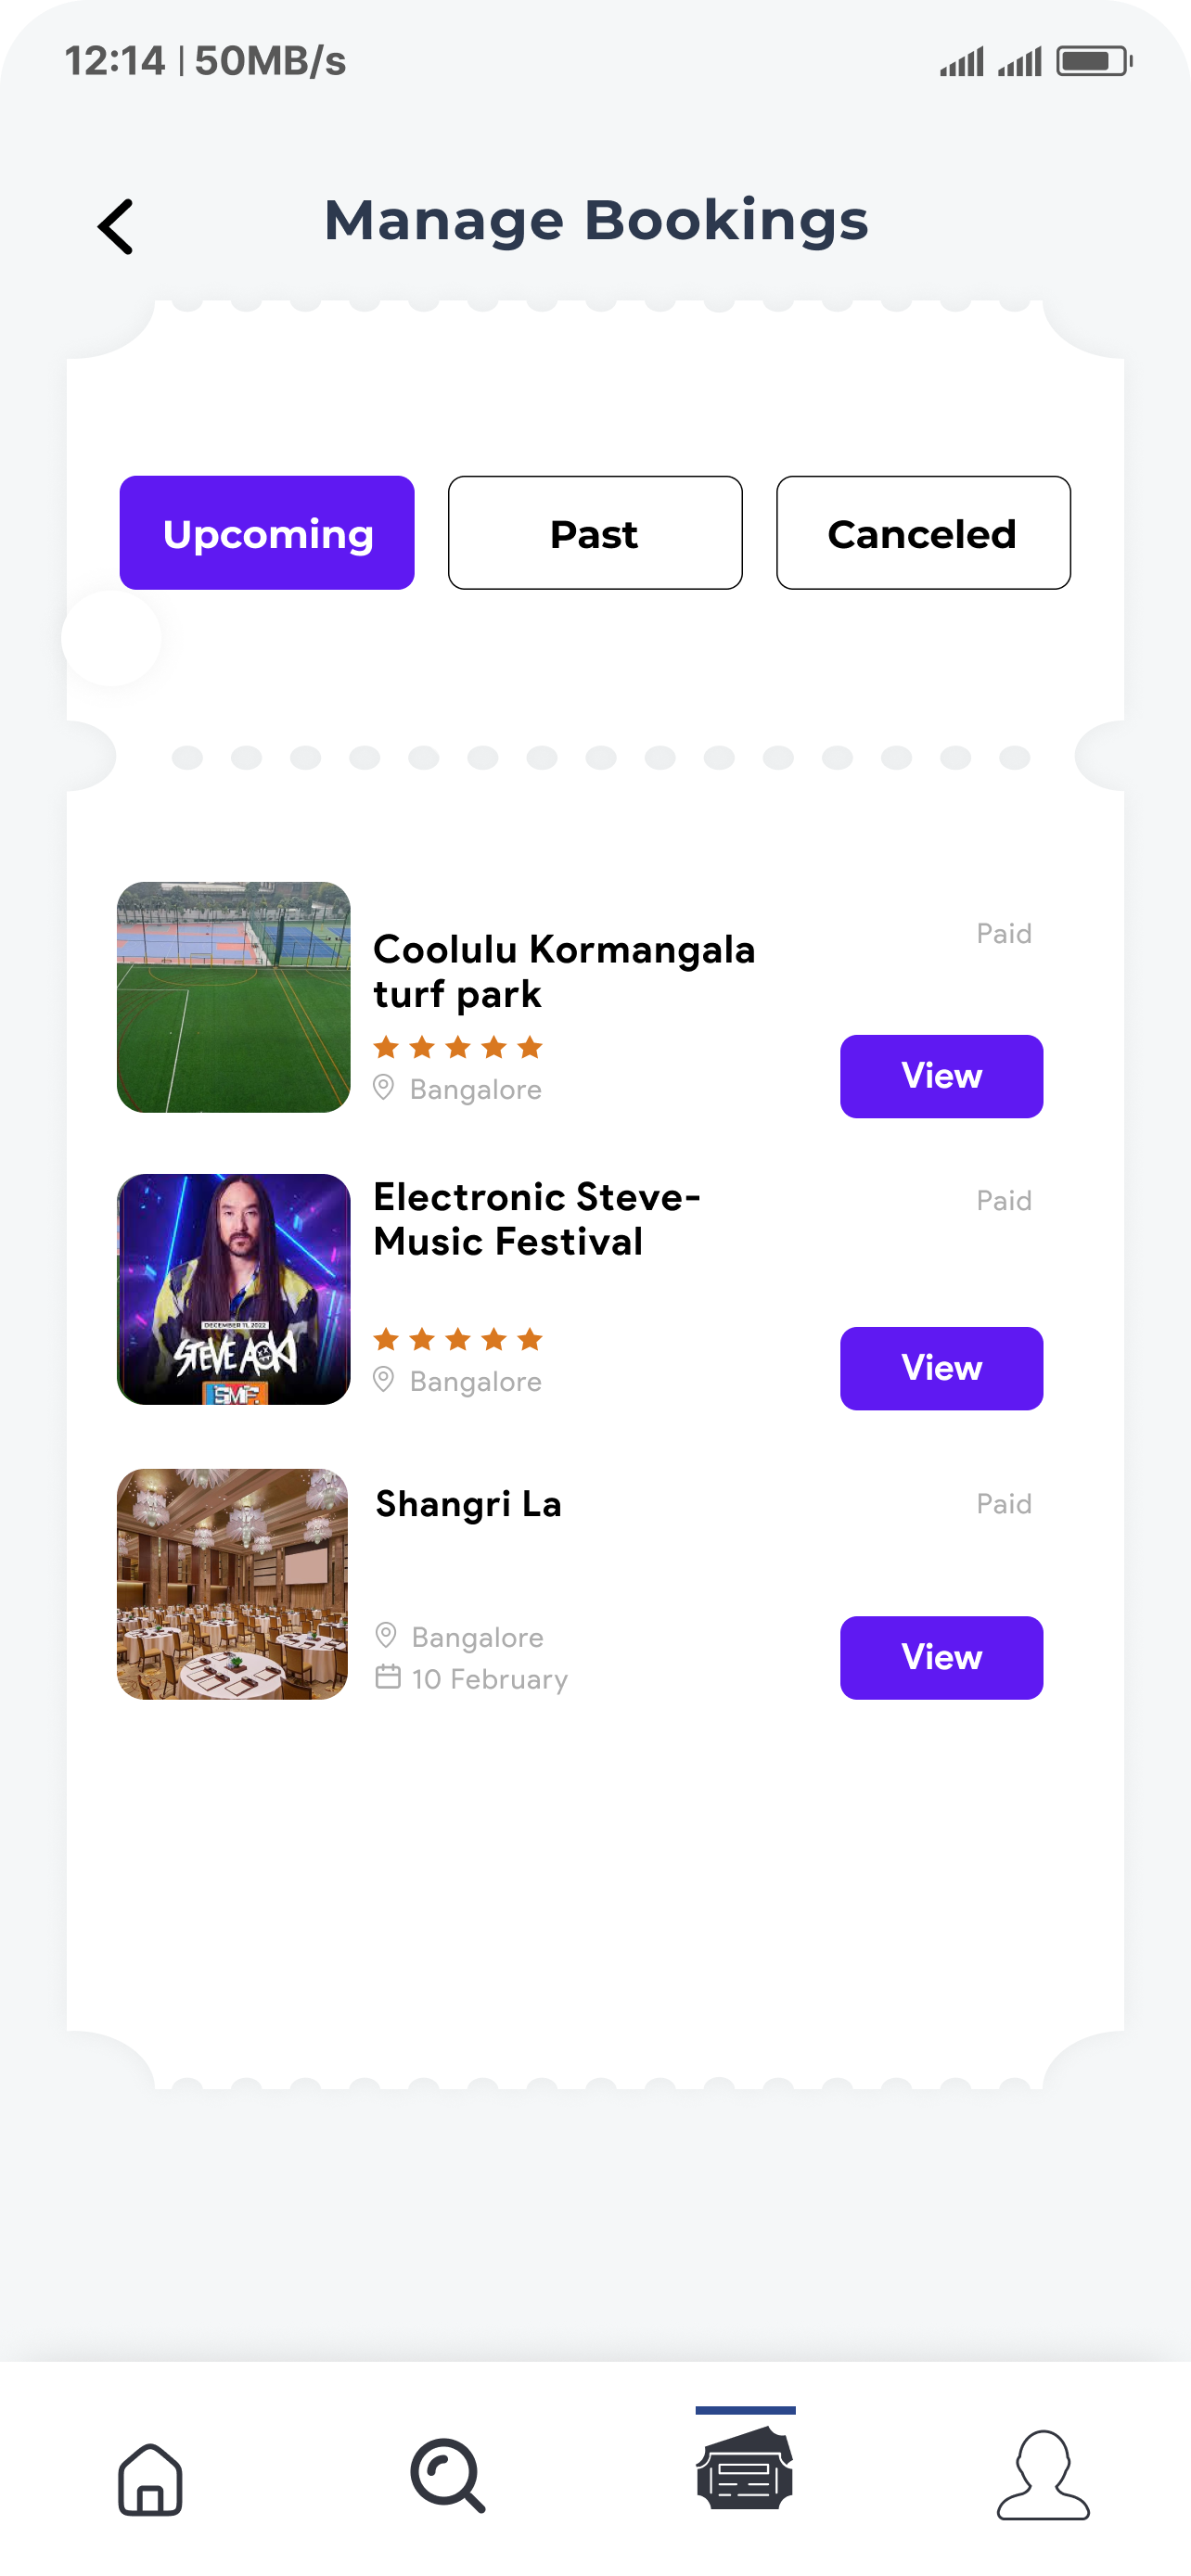 12:14 | 50MB/s
Manage Bookings
Upcoming
Past
Canceled
Coolulu Kormangala
turf park
Paid
Bangalore
View
Electronic Steve-
Music Festival
Paid
DECEMBER 11, 2022
STEVE AOKI
SMF.
Bangalore
View
Shangri La
Paid
Bangalore
10 February
View